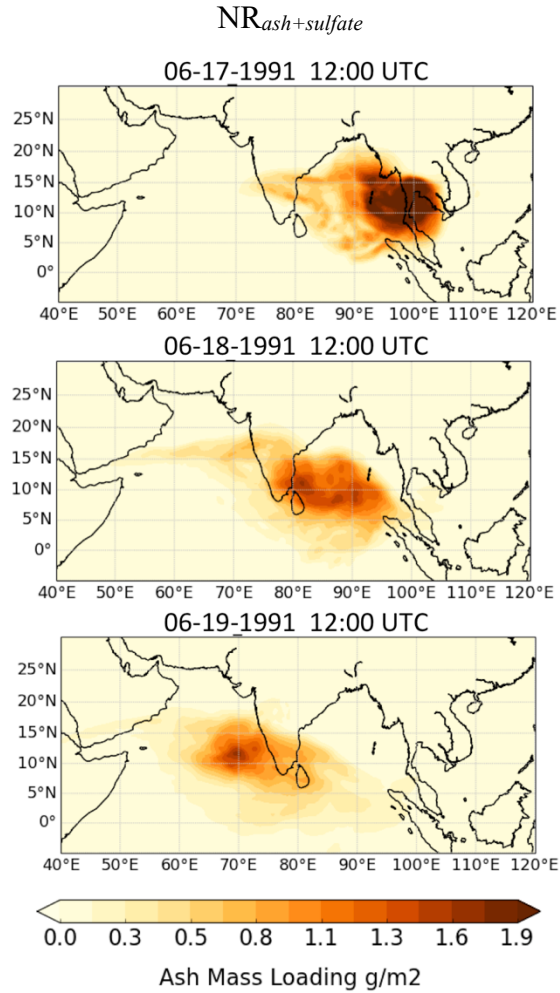 NRash+sulfate
06-17-1991 12:00 UTC
25°N
20°N
15°N
10°N
5°N
0°
40°E 50°E 60°E 70°E 80°E 90°E 100°E 110°E 120°E
06-18-1991 12:00 UTC
25°N
20°N
15°N
10°N
5°N
0°
40°E 50°E 60°E 70°E 80°E 90°E 100°E 110°E 120°E
06-19-1991 12:00 UTC
25°N
20°N
15°N
10°N
5°N
0°
40°E 50°E 60°E 70°E 80°E 90°E 100°E 110°E 120°E
0.0 0.3 0.5 0.8 1.1 1.3 1.6 1.9
Ash Mass Loading g/m2